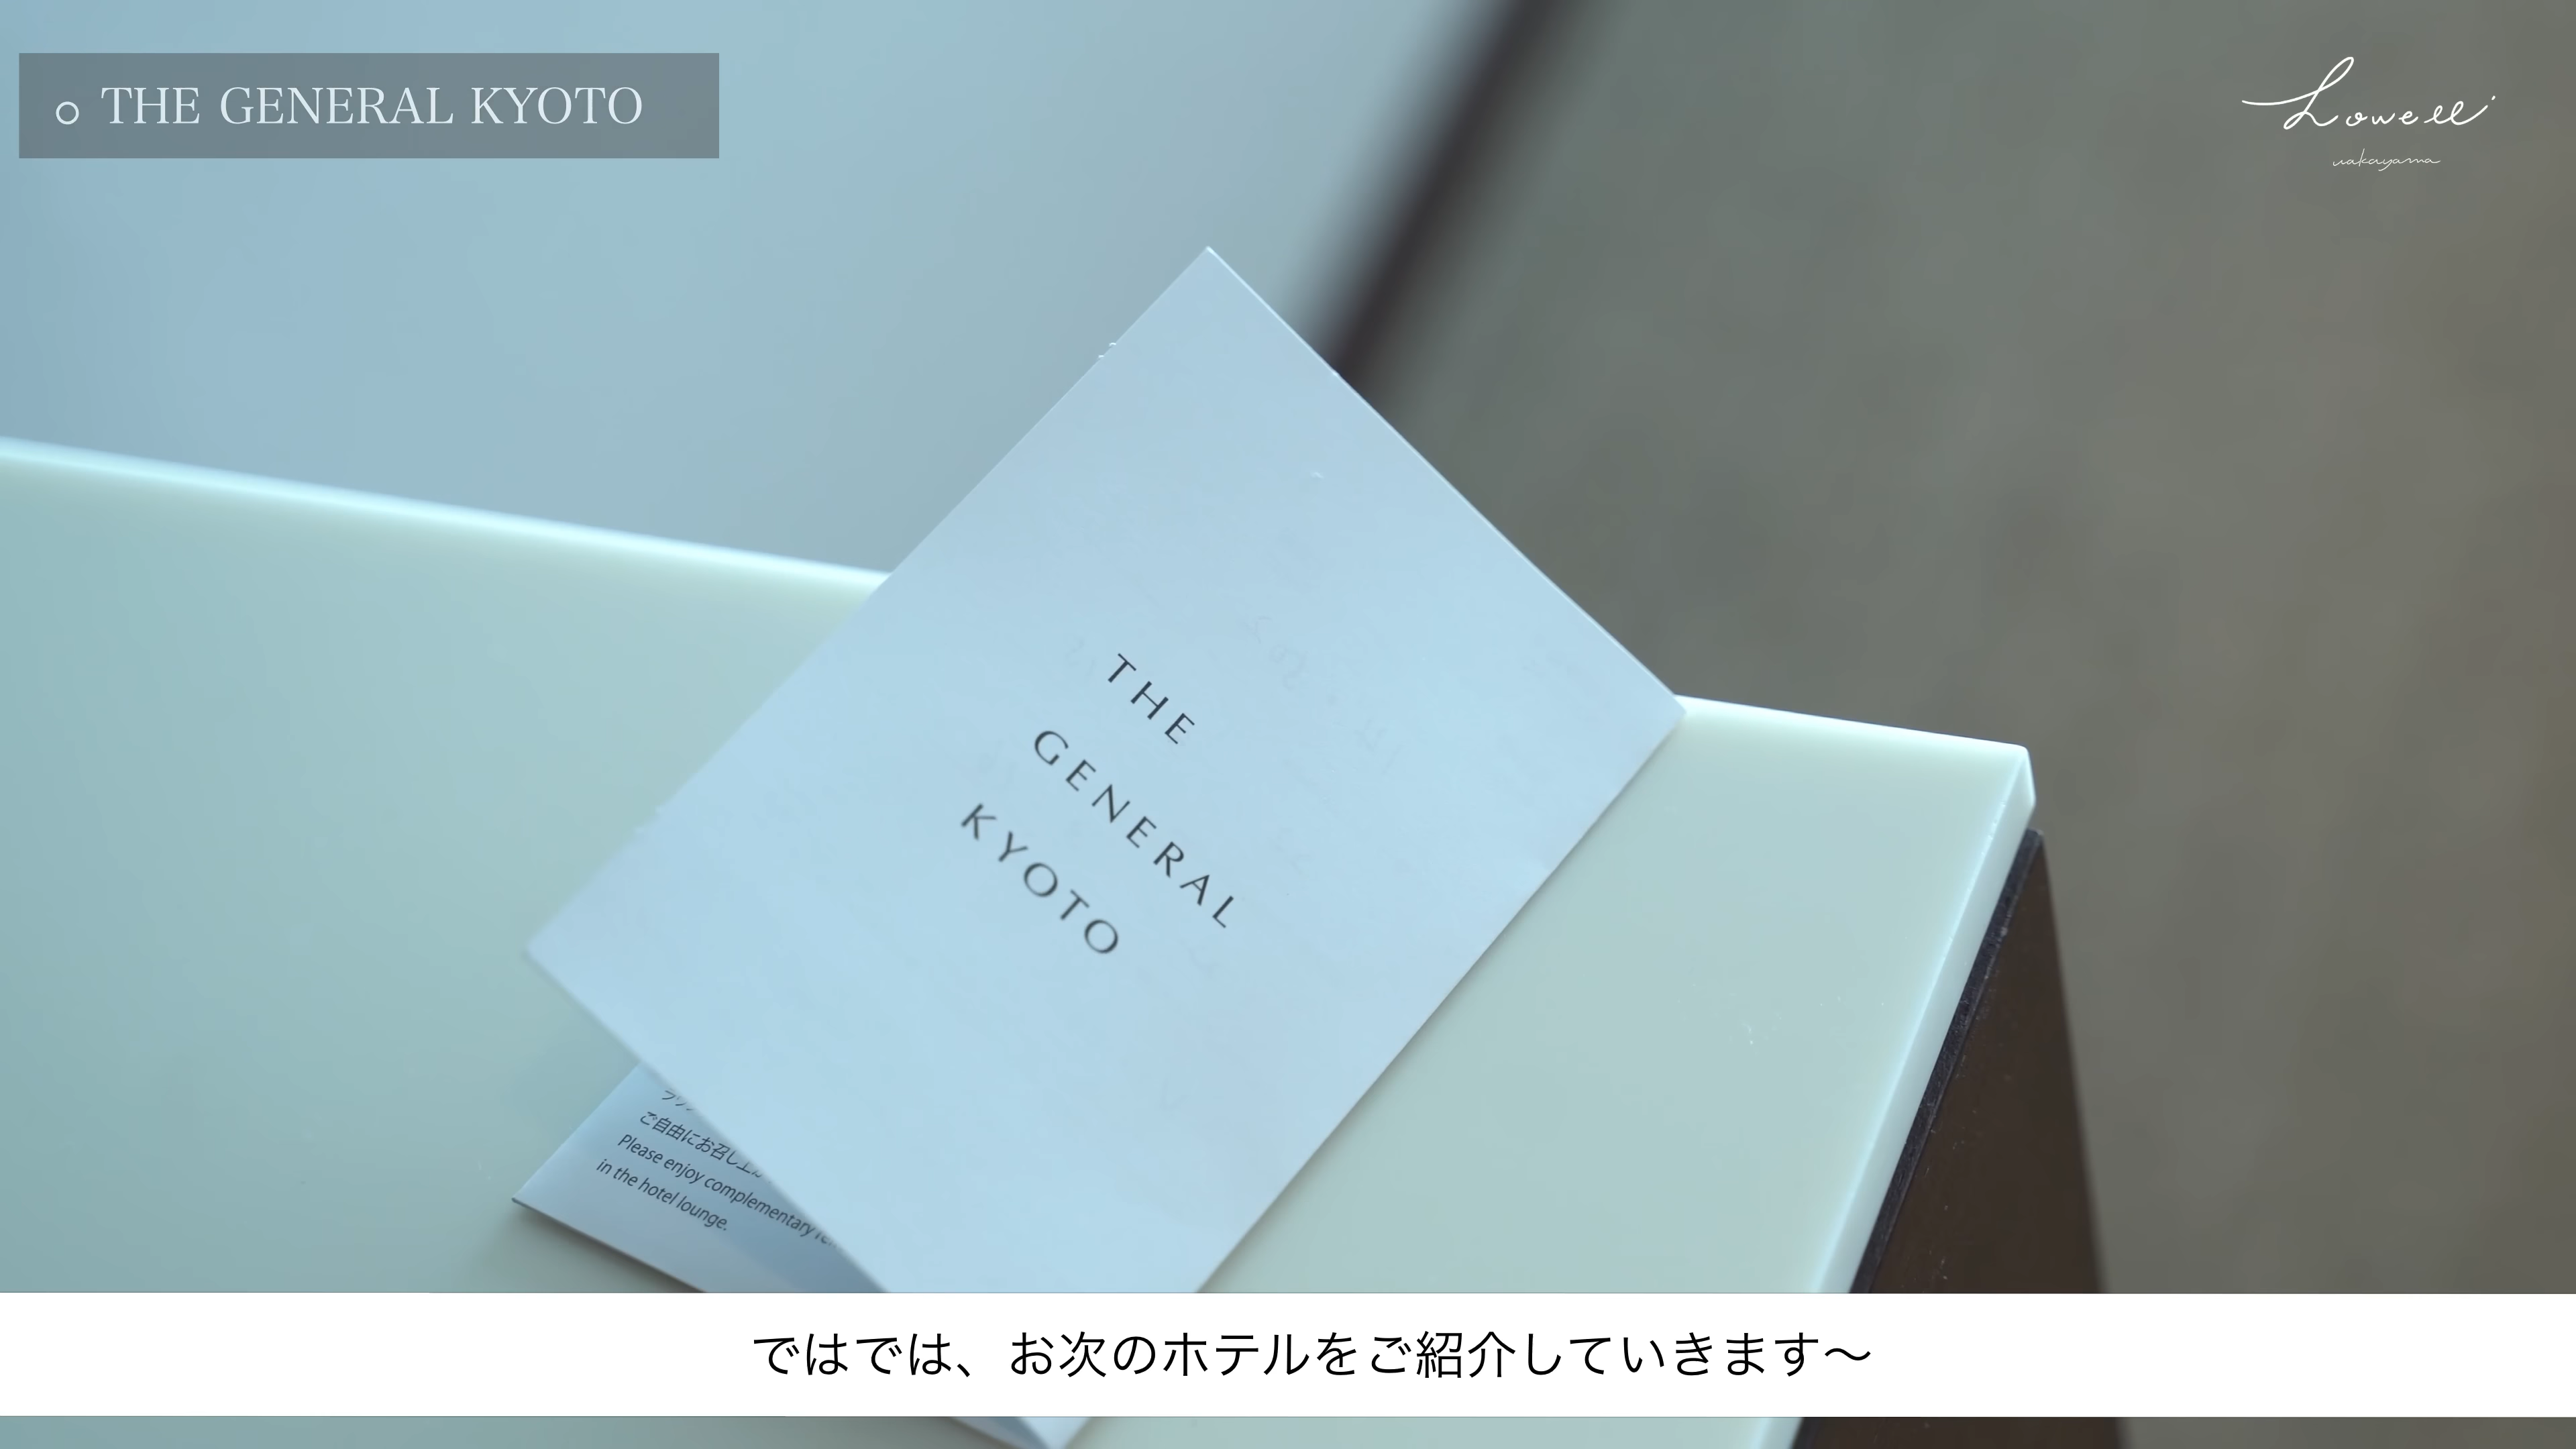 THE GENERAL KYOTO
Lowell
wakayama
THE
GENERAL
KYOTO
ご自由にお召し上が
Please enjoy complementary
in the hotel lounge.
ではでは、お次のホテルをご紹介していきます〜